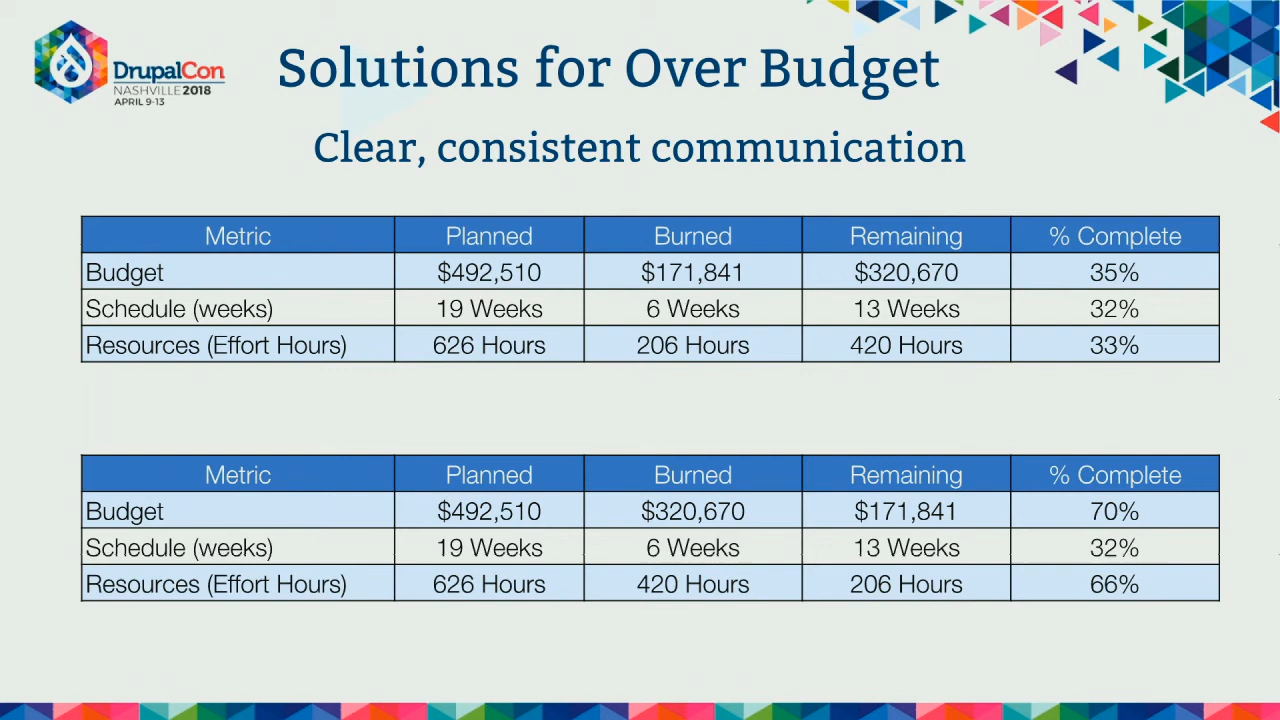 DrupalCon
NASHVILLE 2018
APRIL 9-13
Solutions for Over Budget
Clear, consistent communication
Metric Planned Burned Remaining % Complete
Budget $492,510 $171,841 $320,670 35%
Schedule (weeks) 19 Weeks 6 Weeks 13 Weeks 32%
Resources (Effort Hours) 626 Hours 206 Hours 420 Hours 33%
Metric Planned Burned Remaining % Complete
Budget $492,510 $320,670 $171,841 70%
Schedule (weeks) 19 Weeks 6 Weeks 13 Weeks 32%
Resources (Effort Hours) 626 Hours 420 Hours 206 Hours 66%